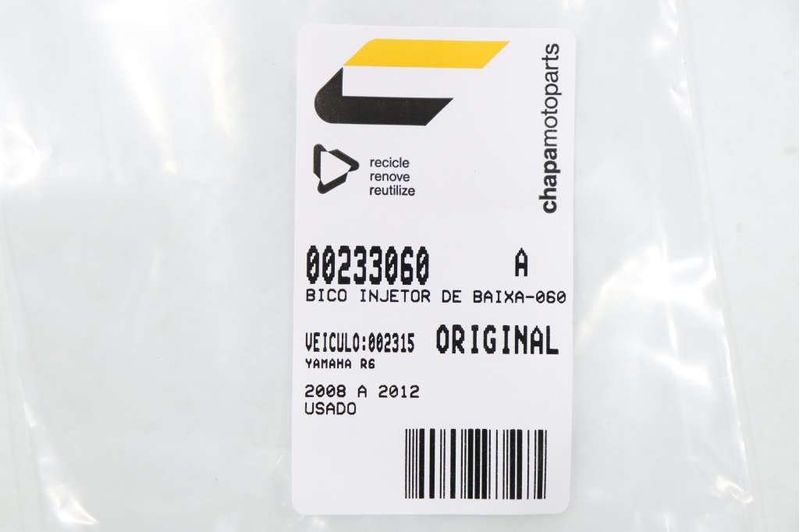 chapamotoparts
recicle
renove
reutilize
00233060 A
BICO INJETOR DE BAIXA-060
VEICULO:002315 ORIGINAL
YAMAHA R6
2008 A 2012
USADO